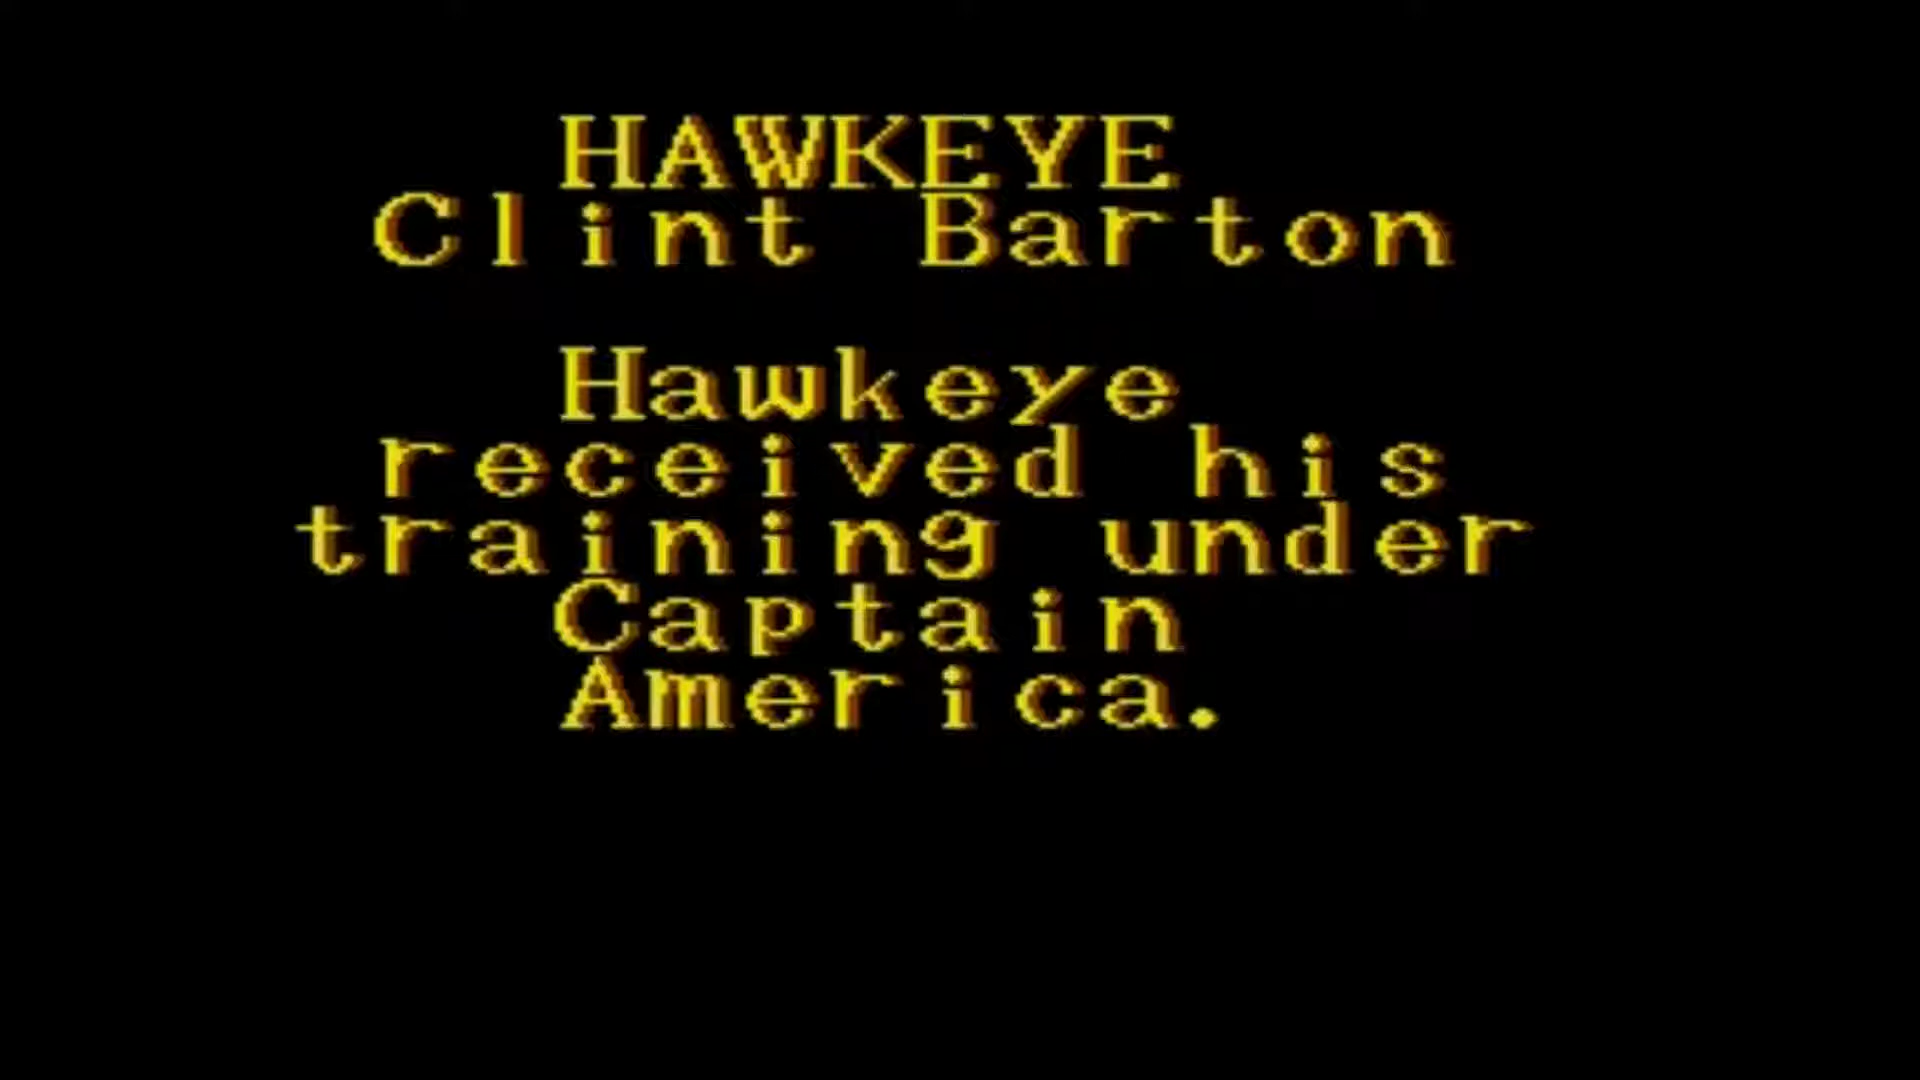 HAWKEYE
Clint Barton
Hawkeye
received his
training under
Captain
America.